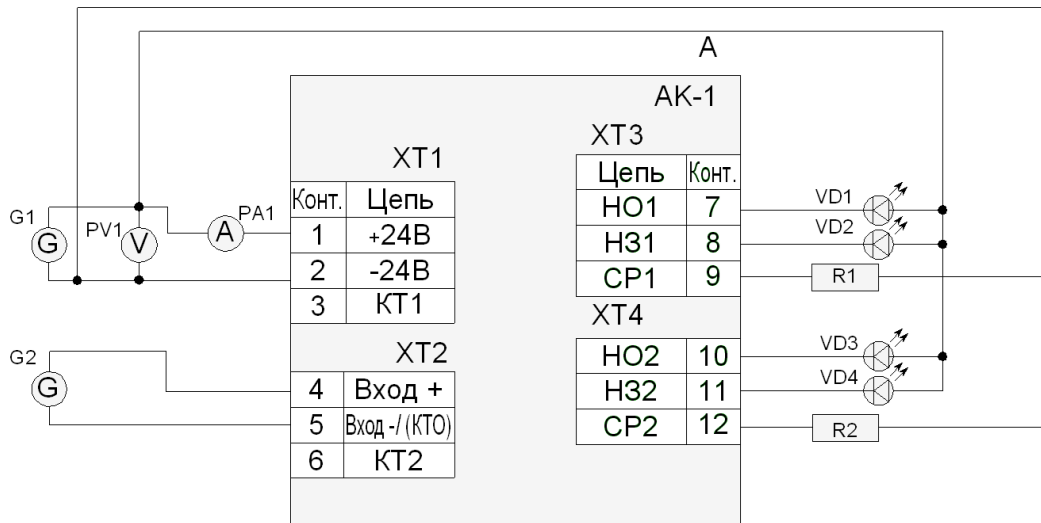 A
AK-1
XT1
Конт. Цепь
1 +24В
2 -24В
3 КТ1
XT2
4 Вход +
5 Вход -/ (КТО)
6 КТ2
XT3
Цепь Конт.
НО1 7
НЗ1 8
СР1 9
XT4
НО2 10
НЗ2 11
СР2 12
G1
G
PV1
V
PA1
A
G2
G
VD1
VD2
R1
VD3
VD4
R2